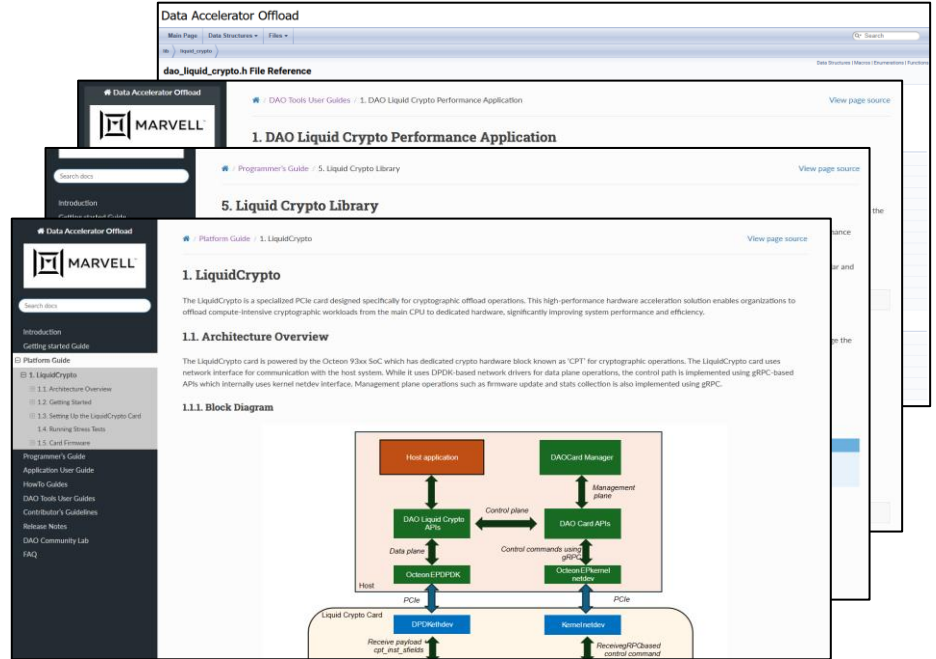 Data Accelerator Offload
Main Page Data Structures Files
lib liquid_crypto
Search
Data Structures | Macros | Enumerations | Functions
dao_liquid_crypto.h File Reference
Data Accelerator Offload
MARVELL
/ DAO Tools User Guides / 1. DAO Liquid Crypto Performance Application
View page source
1. DAO Liquid Crypto Performance Application
the
ar and
ge the
Search docs
Introduction
/ Programmer's Guide / 5. Liquid Crypto Library
View page source
5. Liquid Crypto Library
Data Accelerator Offload
MARVELL
Search docs
Introduction
Getting started Guide
Platform Guide
1. LiquidCrypto
1.1. Architecture Overview
1.2. Getting Started
1.3. Setting Up the LiquidCrypto Card
1.4. Running Stress Tests
1.5. Card Firmware
Programmer's Guide
Application User Guide
HowTo Guides
DAO Tools User Guides
Contributor's Guidelines
Release Notes
DAO Community Lab
FAQ
/ Platform Guide / 1. LiquidCrypto
View page source
1. LiquidCrypto
The LiquidCrypto is a specialized PCIe card designed specifically for cryptographic offload operations. This high-performance hardware acceleration solution enables organizations to
offload compute-intensive cryptographic workloads from the main CPU to dedicated hardware, significantly improving system performance and efficiency.
1.1. Architecture Overview
The LiquidCrypto card is powered by the Octeon 93xx SoC which has dedicated crypto hardware block known as 'CPT' for cryptographic operations. The LiquidCrypto card uses
network interface for communication with the host system. While it uses DPDK-based network drivers for data plane operations, the control path is implemented using gRPC-based
APIs which internally uses kernel netdev interface. Management plane operations such as firmware update and stats collection is also implemented using gRPC.
1.1.1. Block Diagram
Host application
DAOCard Manager
Management
plane
Control plane
DAO Liquid Crypto
APIs
DAO Card APIs
Data plane
Control commands using
gRPC
Octeon EPDPDK
Octeon EPkernel
netdev
Host
PCIe
PCIe
Liquid Crypto Card
DPDKethdev
Kernelnetdev
Receive payload +
cpt_inst_sfields
ReceivegRPCbased
control command